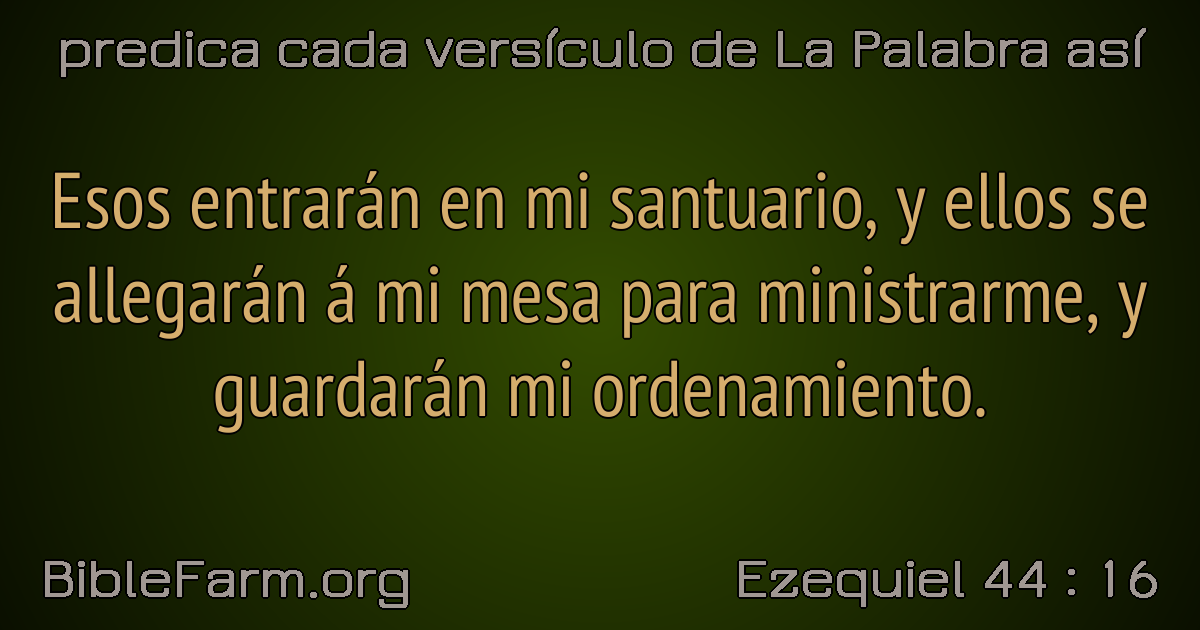 predica cada versículo de La Palabra así
Esos entrarán en mi santuario, y ellos se
allegarán á mi mesa para ministrarme, y
guardarán mi ordenamiento.
BibleFarm.org
Ezequiel 44 : 16